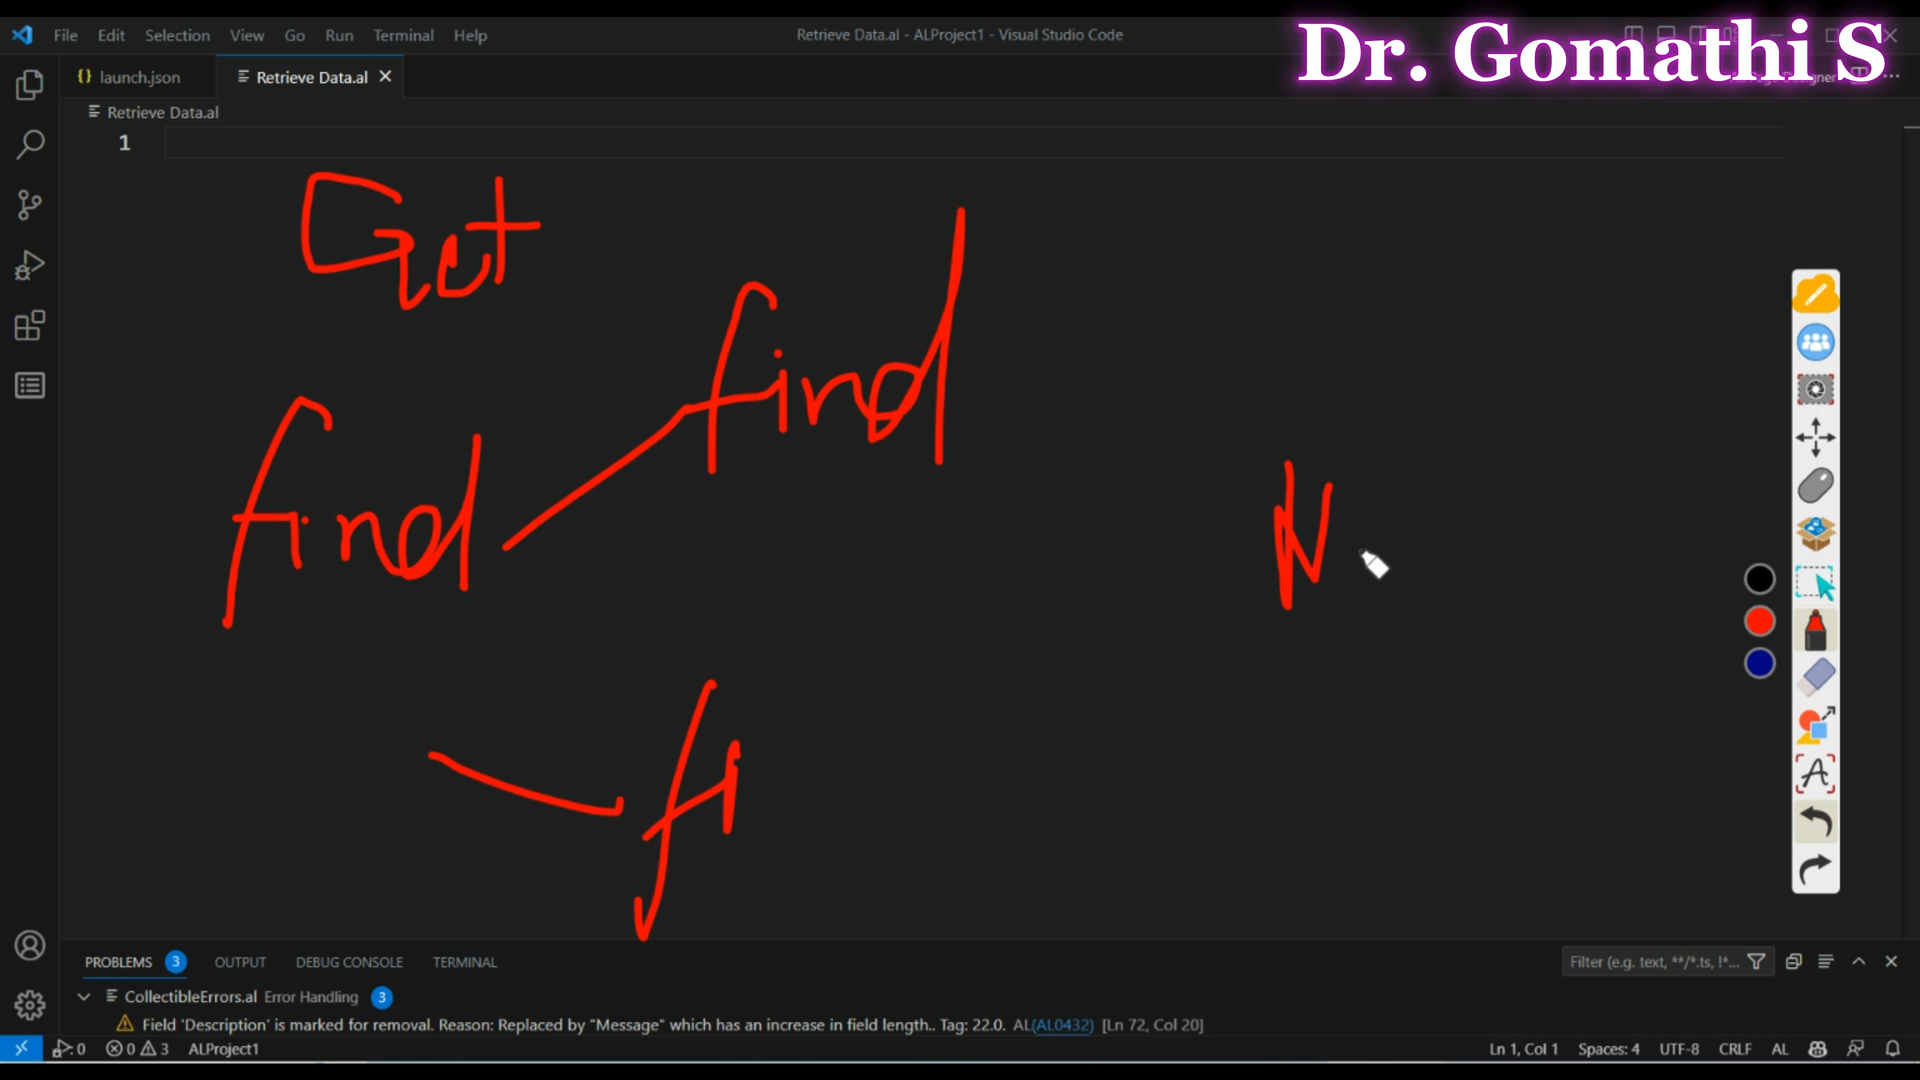 File Edit Selection View Go Run Terminal Help
Retrieve Data.al - ALProject1 - Visual Studio Code
Dr. Gomathi S
launch.json
Retrieve Data.al
Retrieve Data.al
1
Get
find
find
fi
N
PROBLEMS 3 OUTPUT DEBUG CONSOLE TERMINAL
Filter (e.g. text, **/*.ts, !*...
CollectibleErrors.al Error Handling 3
Field 'Description' is marked for removal. Reason: Replaced by "Message" which has an increase in field length.. Tag: 22.0. AL(AL0432) [Ln 72, Col 20]
0 0 3 ALProject1
Ln 1, Col 1 Spaces: 4 UTF-8 CRLF AL